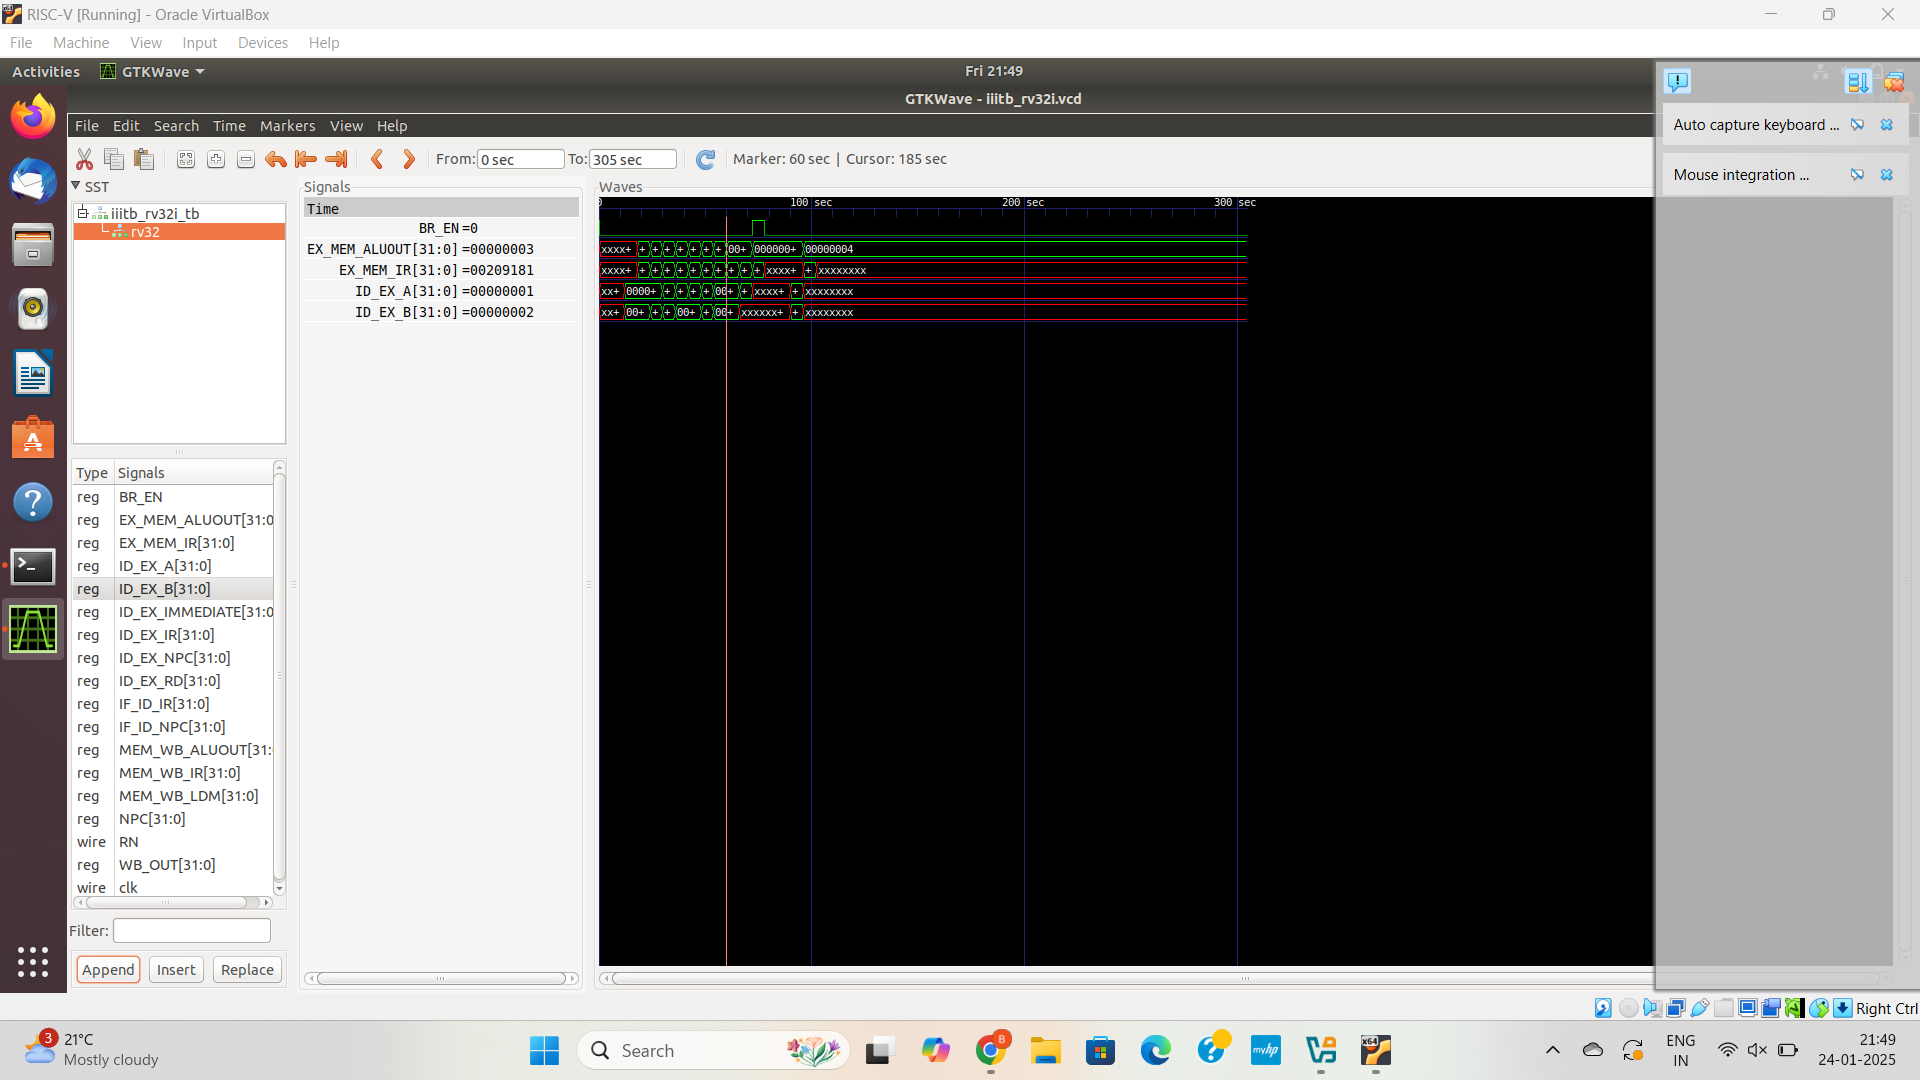 RISC-V [Running] - Oracle VirtualBox
File Machine View Input Devices Help
Activities GTKWave Fri 21:49
GTKWave - iiitb_rv32i.vcd
File Edit Search Time Markers View Help
From: 0 sec To: 305 sec Marker: 60 sec | Cursor: 185 sec
Auto capture keyboard ...
Mouse integration ...
SST
iiitb_rv32i_tb
rv32
Type Signals
reg BR_EN
reg EX_MEM_ALUOUT[31:0
reg EX_MEM_IR[31:0]
reg ID_EX_A[31:0]
reg ID_EX_B[31:0]
reg ID_EX_IMMEDIATE[31:0
reg ID_EX_IR[31:0]
reg ID_EX_NPC[31:0]
reg ID_EX_RD[31:0]
reg IF_ID_IR[31:0]
reg IF_ID_NPC[31:0]
reg MEM_WB_ALUOUT[31:
reg MEM_WB_IR[31:0]
reg MEM_WB_LDM[31:0]
reg NPC[31:0]
wire RN
reg WB_OUT[31:0]
wire clk
Filter:
Append Insert Replace
Signals
Time
BR_EN =0
EX_MEM_ALUOUT[31:0] =00000003
EX_MEM_IR[31:0] =00209181
ID_EX_A[31:0] =00000001
ID_EX_B[31:0] =00000002
Waves
0 100 sec 200 sec 300 sec
xxxx+ + + + + + + + 00+ 000000+ 00000004
xxxx+ + + + + + + + + + + xxxx+ + xxxxxxxx
xx+ 0000+ + + + + 00+ + xxxx+ + xxxxxxxx
xx+ 00+ + + 00+ + 00+ xxxxxx+ + xxxxxxxx
Right Ctrl
3
21°C
Mostly cloudy
Search
B
myhp
x64
ENG
IN
21:49
24-01-2025